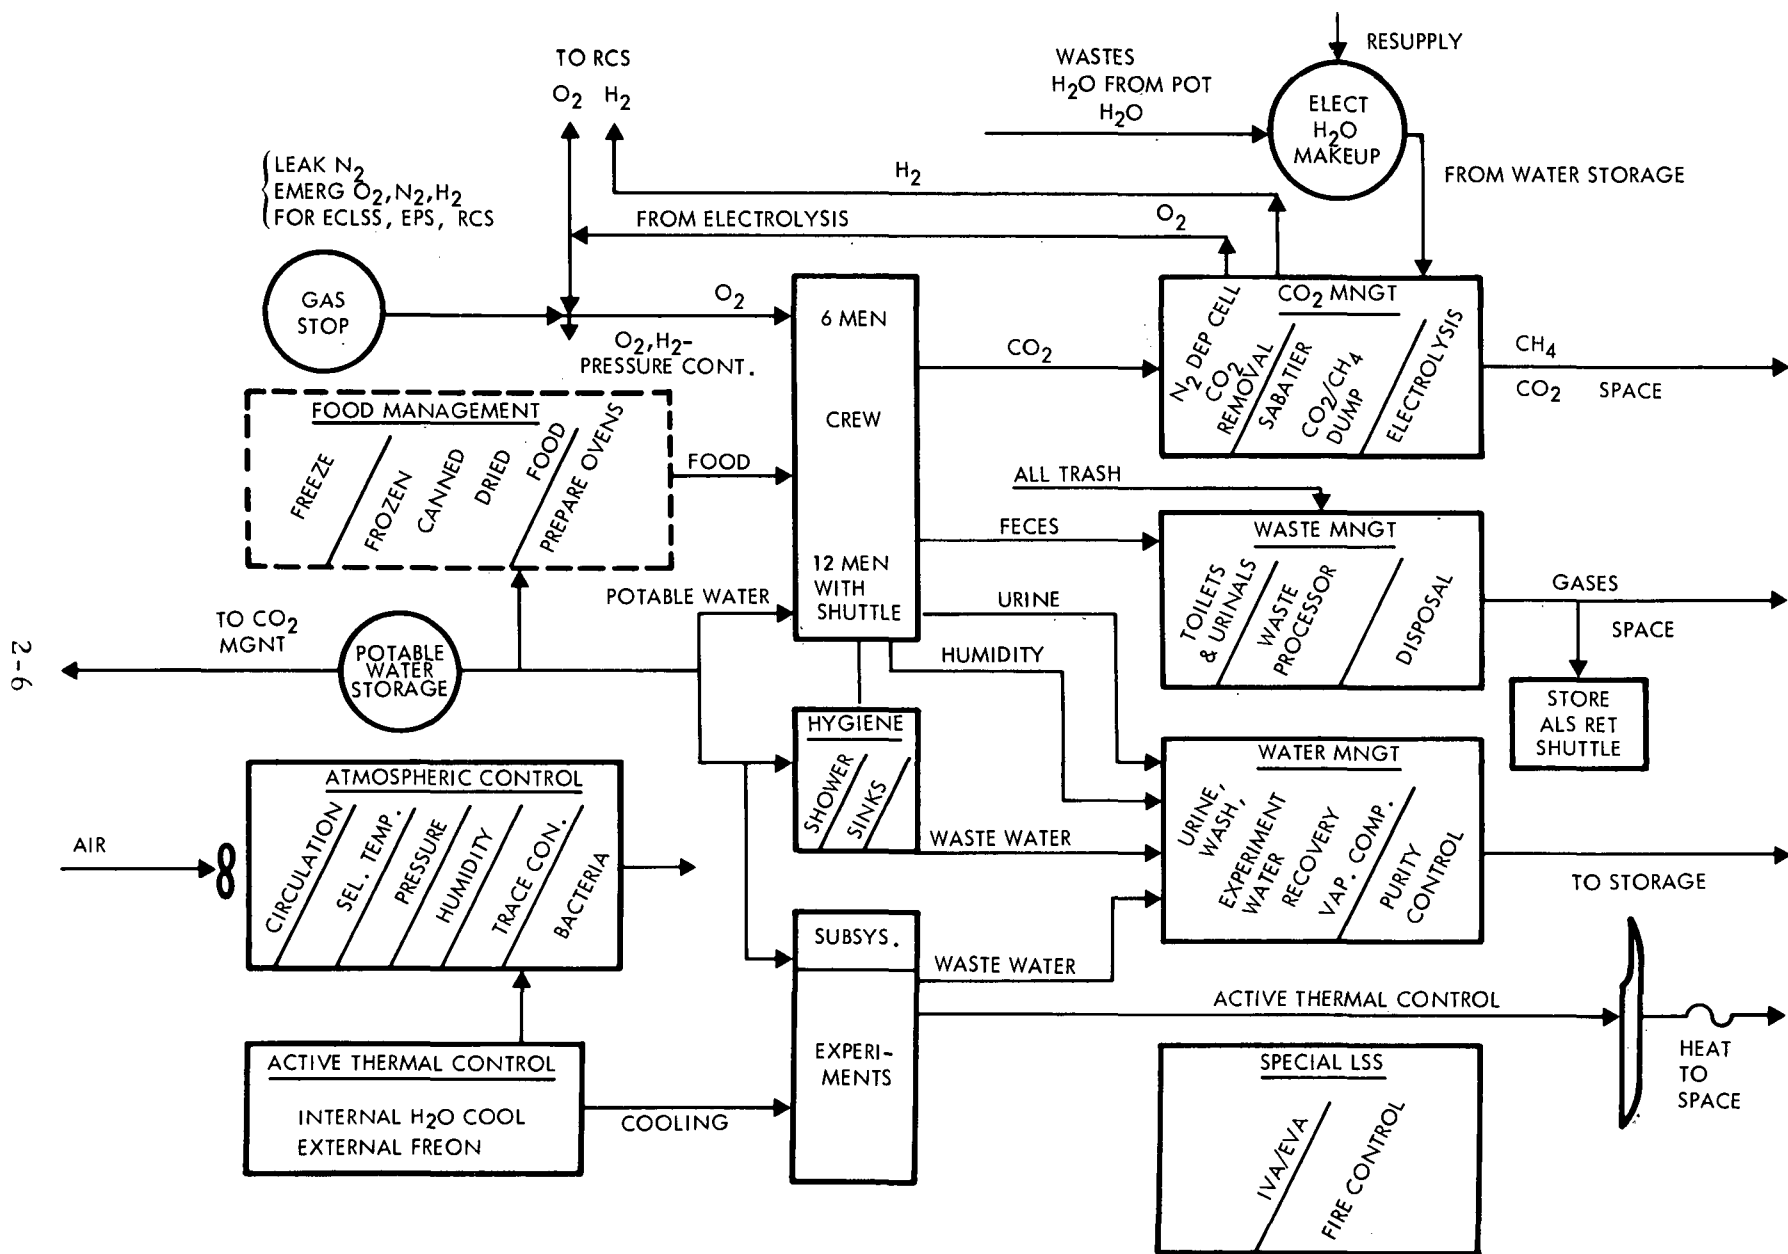 TO RCS
O2 H2
WASTES
H2O FROM POT
H2O
RESUPPLY
ELECT
H2O
MAKEUP
FROM WATER STORAGE
LEAK N2
EMERG O2, N2, H2
FOR ECLSS, EPS, RCS
H2
FROM ELECTROLYSIS
O2
GAS
STOP
O2
O2, H2-
PRESSURE CONT.
6 MEN
CREW
12 MEN
WITH
SHUTTLE
CO2
CO2 MNGT
N2 DEP CELL
CO2
REMOVAL
SABATIER
CO2/CH4
DUMP
ELECTROLYSIS
CH4
CO2 SPACE
FOOD MANAGEMENT
FREEZE
FROZEN
CANNED
DRIED
FOOD
PREPARE OVENS
FOOD
ALL TRASH
FECES
WASTE MNGT
TOILETS
& URINALS
WASTE
PROCESSOR
DISPOSAL
GASES
SPACE
STORE
ALS RET
SHUTTLE
TO CO2
MGNT
POTABLE
WATER
STORAGE
POTABLE WATER
URINE
HUMIDITY
HYGIENE
SHOWER
SINKS
WASTE WATER
WATER MNGT
URINE,
WASH,
EXPERIMENT
WATER
RECOVERY
VAP. COMP.
PURITY
CONTROL
TO STORAGE
2-6
AIR
ATMOSPHERIC CONTROL
CIRCULATION
SEL. TEMP.
PRESSURE
HUMIDITY
TRACE CON.
BACTERIA
SUBSYS.
EXPERI-
MENTS
WASTE WATER
ACTIVE THERMAL CONTROL
HEAT
TO
SPACE
ACTIVE THERMAL CONTROL
INTERNAL H2O COOL
EXTERNAL FREON
COOLING
SPECIAL LSS
IVA/EVA
FIRE CONTROL